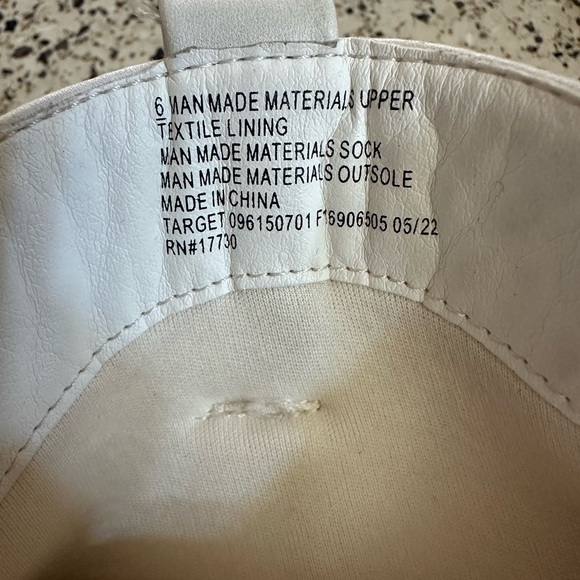 6 MAN MADE MATERIALS UPPER
TEXTILE LINING
MAN MADE MATERIALS SOCK
MAN MADE MATERIALS OUTSOLE
MADE IN CHINA
TARGET 096150701 F16906505 05/22
RN#17730